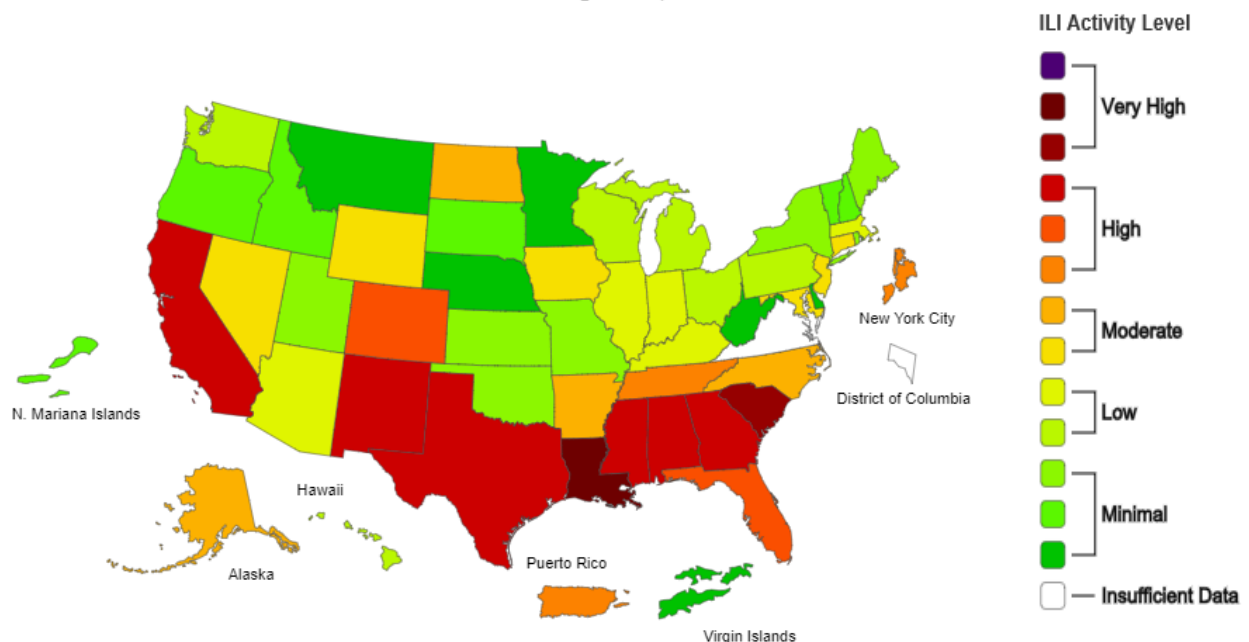 ILI Activity Level
Very High
High
Moderate
Low
Minimal
Insufficient Data
New York City
District of Columbia
N. Mariana Islands
Hawaii
Alaska
Puerto Rico
Virgin Islands